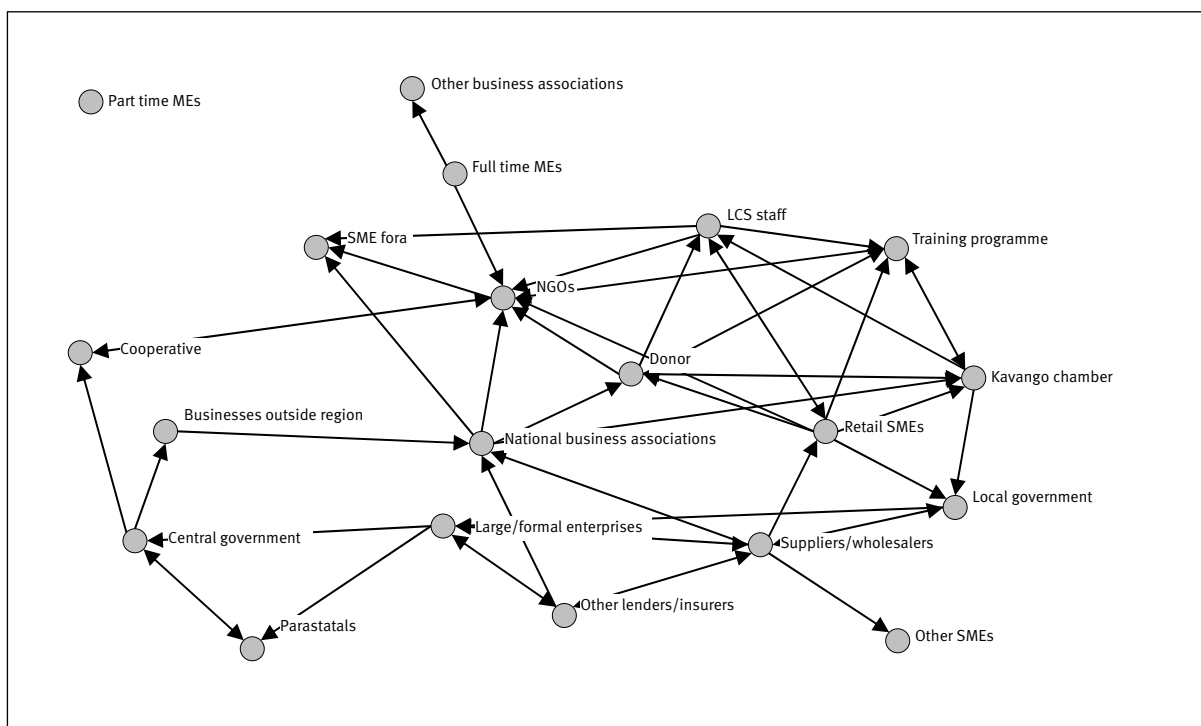 Other business associations
Part time MEs
Full time MEs
LCS staff
SME fora
Training programme
NGOs
Cooperative
Donor
Kavango chamber
Businesses outside region
Retail SMEs
National business associations
Local government
Large/formal enterprises
Central government
Suppliers/wholesalers
Other lenders/insurers
Parastatals
Other SMEs